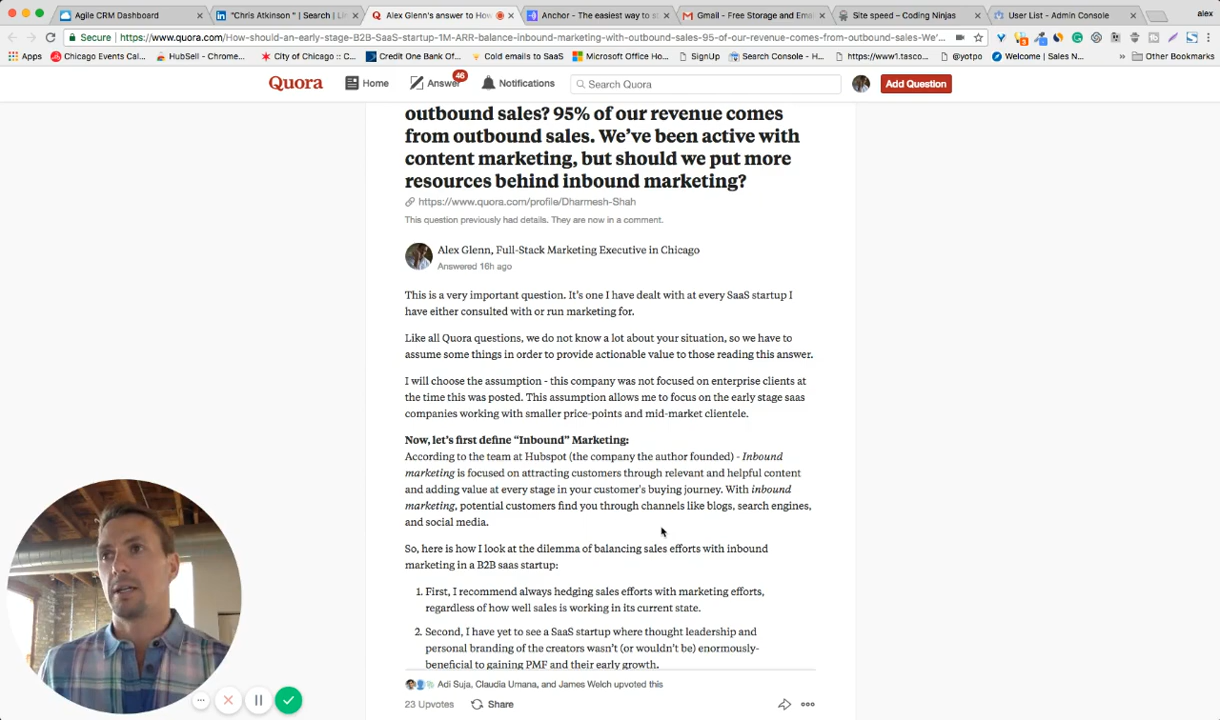 Agile CRM Dashboard
"Chris Atkinson " | Search | Li
Alex Glenn's answer to Ho
Anchor - The easiest way to s
Gmail - Free Storage and Ema
Site speed – Coding Ninjas
User List - Admin Console
alex
Secure
https://www.quora.com/How-should-an-early-stage-B2B-SaaS-startup-1M-ARR-balance-inbound-marketing-with-outbound-sales-95-of-our-revenue-comes-from-outbound-sales-We'...
Apps
Chicago Events Cal...
HubSell - Chrome...
City of Chicago :: C...
Credit One Bank Of...
Cold emails to SaaS
Microsoft Office Ho...
SignUp
Search Console - H...
https://www1.tasco...
@yotpo
Welcome | Sales N...
» Other Bookmarks
Quora
Home
Answer
46
Notifications
Search Quora
Add Question
outbound sales? 95% of our revenue comes
from outbound sales. We've been active with
content marketing, but should we put more
resources behind inbound marketing?
https://www.quora.com/profile/Dharmesh-Shah
This question previously had details. They are now in a comment.
Alex Glenn, Full-Stack Marketing Executive in Chicago
Answered 16h ago
This is a very important question. It's one I have dealt with at every SaaS startup I
have either consulted with or run marketing for.
Like all Quora questions, we do not know a lot about your situation, so we have to
assume some things in order to provide actionable value to those reading this answer.
I will choose the assumption - this company was not focused on enterprise clients at
the time this was posted. This assumption allows me to focus on the early stage saas
companies working with smaller price-points and mid-market clientele.
Now, let's first define "Inbound" Marketing:
According to the team at Hubspot (the company the author founded) - Inbound
marketing is focused on attracting customers through relevant and helpful content
and adding value at every stage in your customer's buying journey. With inbound
marketing, potential customers find you through channels like blogs, search engines,
and social media.
So, here is how I look at the dilemma of balancing sales efforts with inbound
marketing in a B2B saas startup:
1. First, I recommend always hedging sales efforts with marketing efforts,
regardless of how well sales is working in its current state.
2. Second, I have yet to see a SaaS startup where thought leadership and
personal branding of the creators wasn't (or wouldn't be) enormously-
beneficial to gaining PMF and their early growth.
Adi Suja, Claudia Umana, and James Welch upvoted this
23 Upvotes
Share